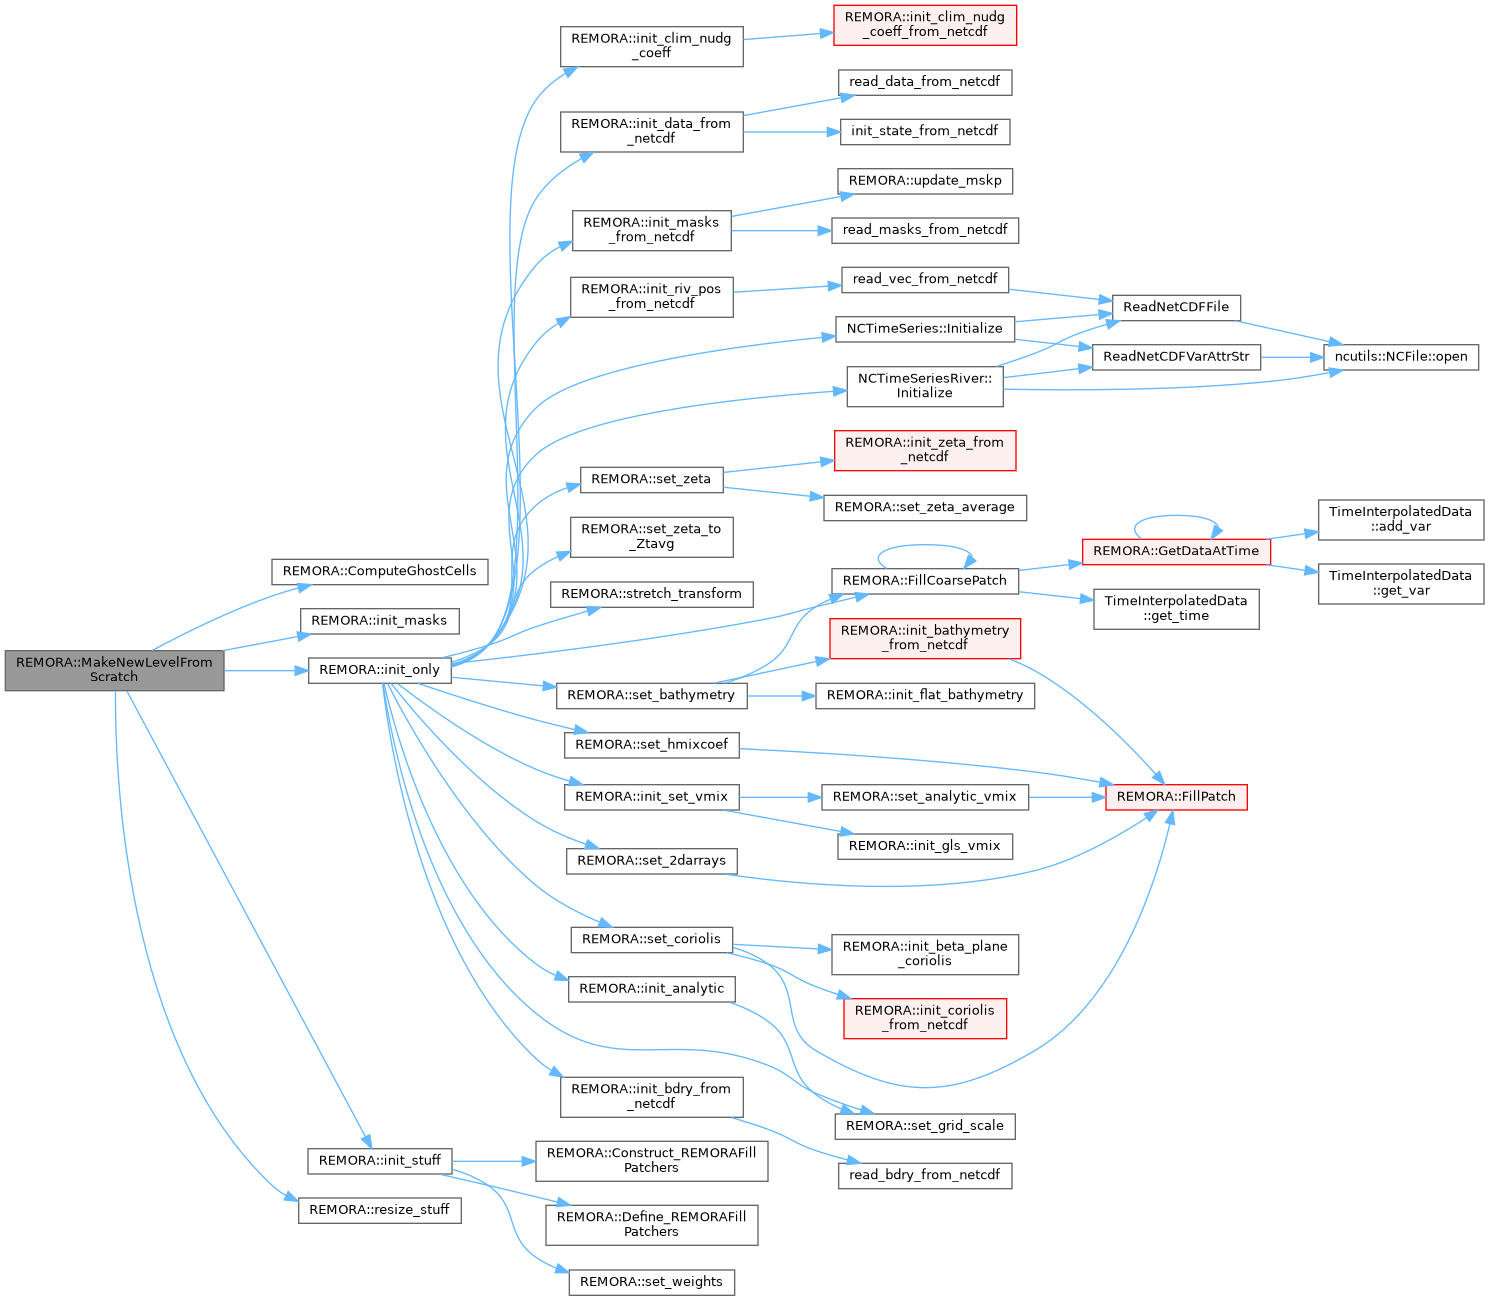 REMORA::MakeNewLevelFrom
Scratch
REMORA::ComputeGhostCells
REMORA::init_masks
REMORA::init_only
REMORA::init_stuff
REMORA::resize_stuff
REMORA::init_clim_nudg
_coeff
REMORA::init_data_from
_netcdf
REMORA::init_masks
_from_netcdf
REMORA::init_riv_pos
_from_netcdf
REMORA::set_zeta
REMORA::set_zeta_to
_Ztavg
REMORA::stretch_transform
REMORA::set_bathymetry
REMORA::set_hmixcoef
REMORA::init_set_vmix
REMORA::set_2darrays
REMORA::set_coriolis
REMORA::init_analytic
REMORA::init_bdry_from
_netcdf
REMORA::Construct_REMORAFill
Patchers
REMORA::Define_REMORAFill
Patchers
REMORA::set_weights
REMORA::init_clim_nudg
_coeff_from_netcdf
read_data_from_netcdf
init_state_from_netcdf
REMORA::update_mskp
read_masks_from_netcdf
read_vec_from_netcdf
NCTimeSeries::Initialize
NCTimeSeriesRiver::
Initialize
REMORA::init_zeta_from
_netcdf
REMORA::set_zeta_average
REMORA::FillCoarsePatch
REMORA::init_bathymetry
_from_netcdf
REMORA::init_flat_bathymetry
REMORA::set_analytic_vmix
REMORA::init_gls_vmix
REMORA::init_beta_plane
_coriolis
REMORA::init_coriolis
_from_netcdf
REMORA::set_grid_scale
read_bdry_from_netcdf
ReadNetCDFFile
ReadNetCDFVarAttrStr
REMORA::GetDataAtTime
TimeInterpolatedData
::get_time
REMORA::FillPatch
ncutils::NCFile::open
TimeInterpolatedData
::add_var
TimeInterpolatedData
::get_var